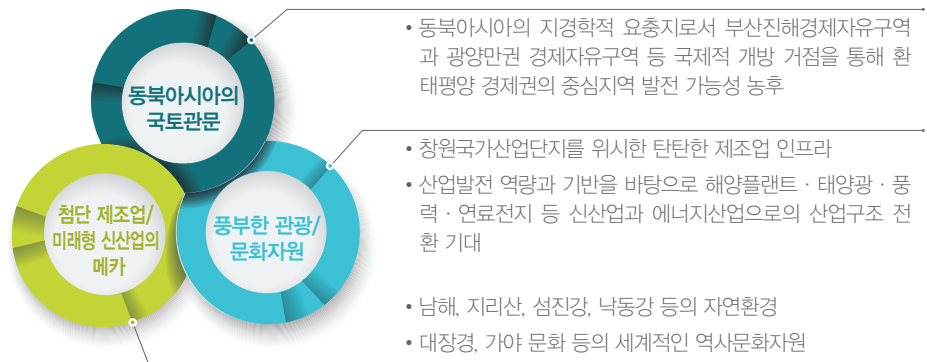 동북아시아의
국토관문
첨단 제조업/
미래형 신산업의
메카
풍부한 관광/
문화자원
• 동북아시아의 지경학적 요충지로서 부산진해경제자유구역
과 광양만권 경제자유구역 등 국제적 개방 거점을 통해 환
태평양 경제권의 중심지역 발전 가능성 농후
• 창원국가산업단지를 위시한 탄탄한 제조업 인프라
• 산업발전 역량과 기반을 바탕으로 해양플랜트 · 태양광 · 풍
력 · 연료전지 등 신산업과 에너지산업으로의 산업구조 전
환 기대
• 남해, 지리산, 섬진강, 낙동강 등의 자연환경
• 대장경, 가야 문화 등의 세계적인 역사문화자원